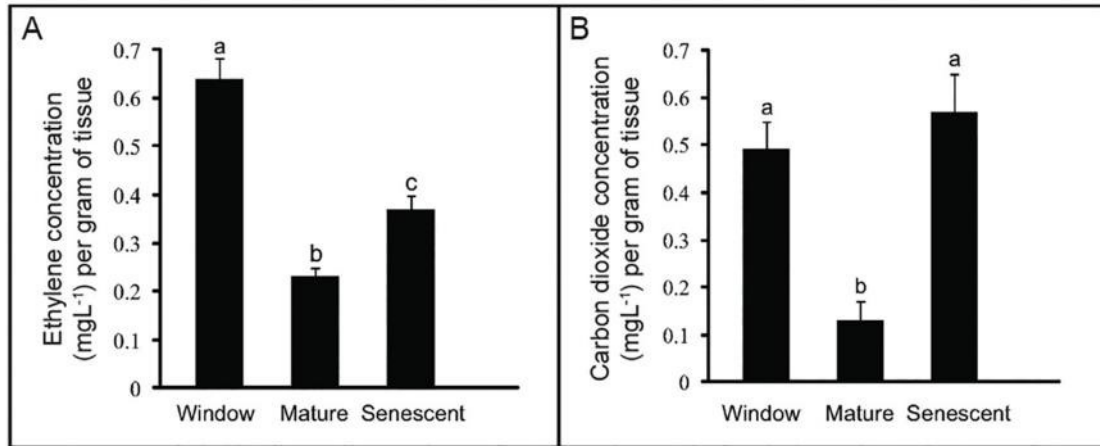 A
Ethylene concentration
(mgL⁻¹) per gram of tissue
0.7
0.6
0.5
0.4
0.3
0.2
0.1
0
a
b
c
Window Mature Senescent
B
Carbon dioxide concentration
(mgL⁻¹) per gram of tissue
0.7
0.6
0.5
0.4
0.3
0.2
0.1
0
a
b
a
Window Mature Senescent